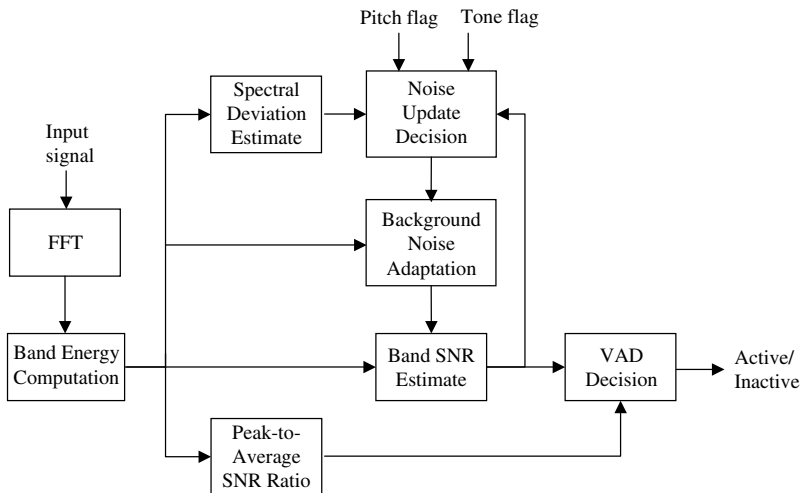 Pitch flag
Tone flag
Spectral
Deviation
Estimate
Noise
Update
Decision
Input
signal
FFT
Background
Noise
Adaptation
Band Energy
Computation
Band SNR
Estimate
VAD
Decision
Active/
Inactive
Peak-to-
Average
SNR Ratio